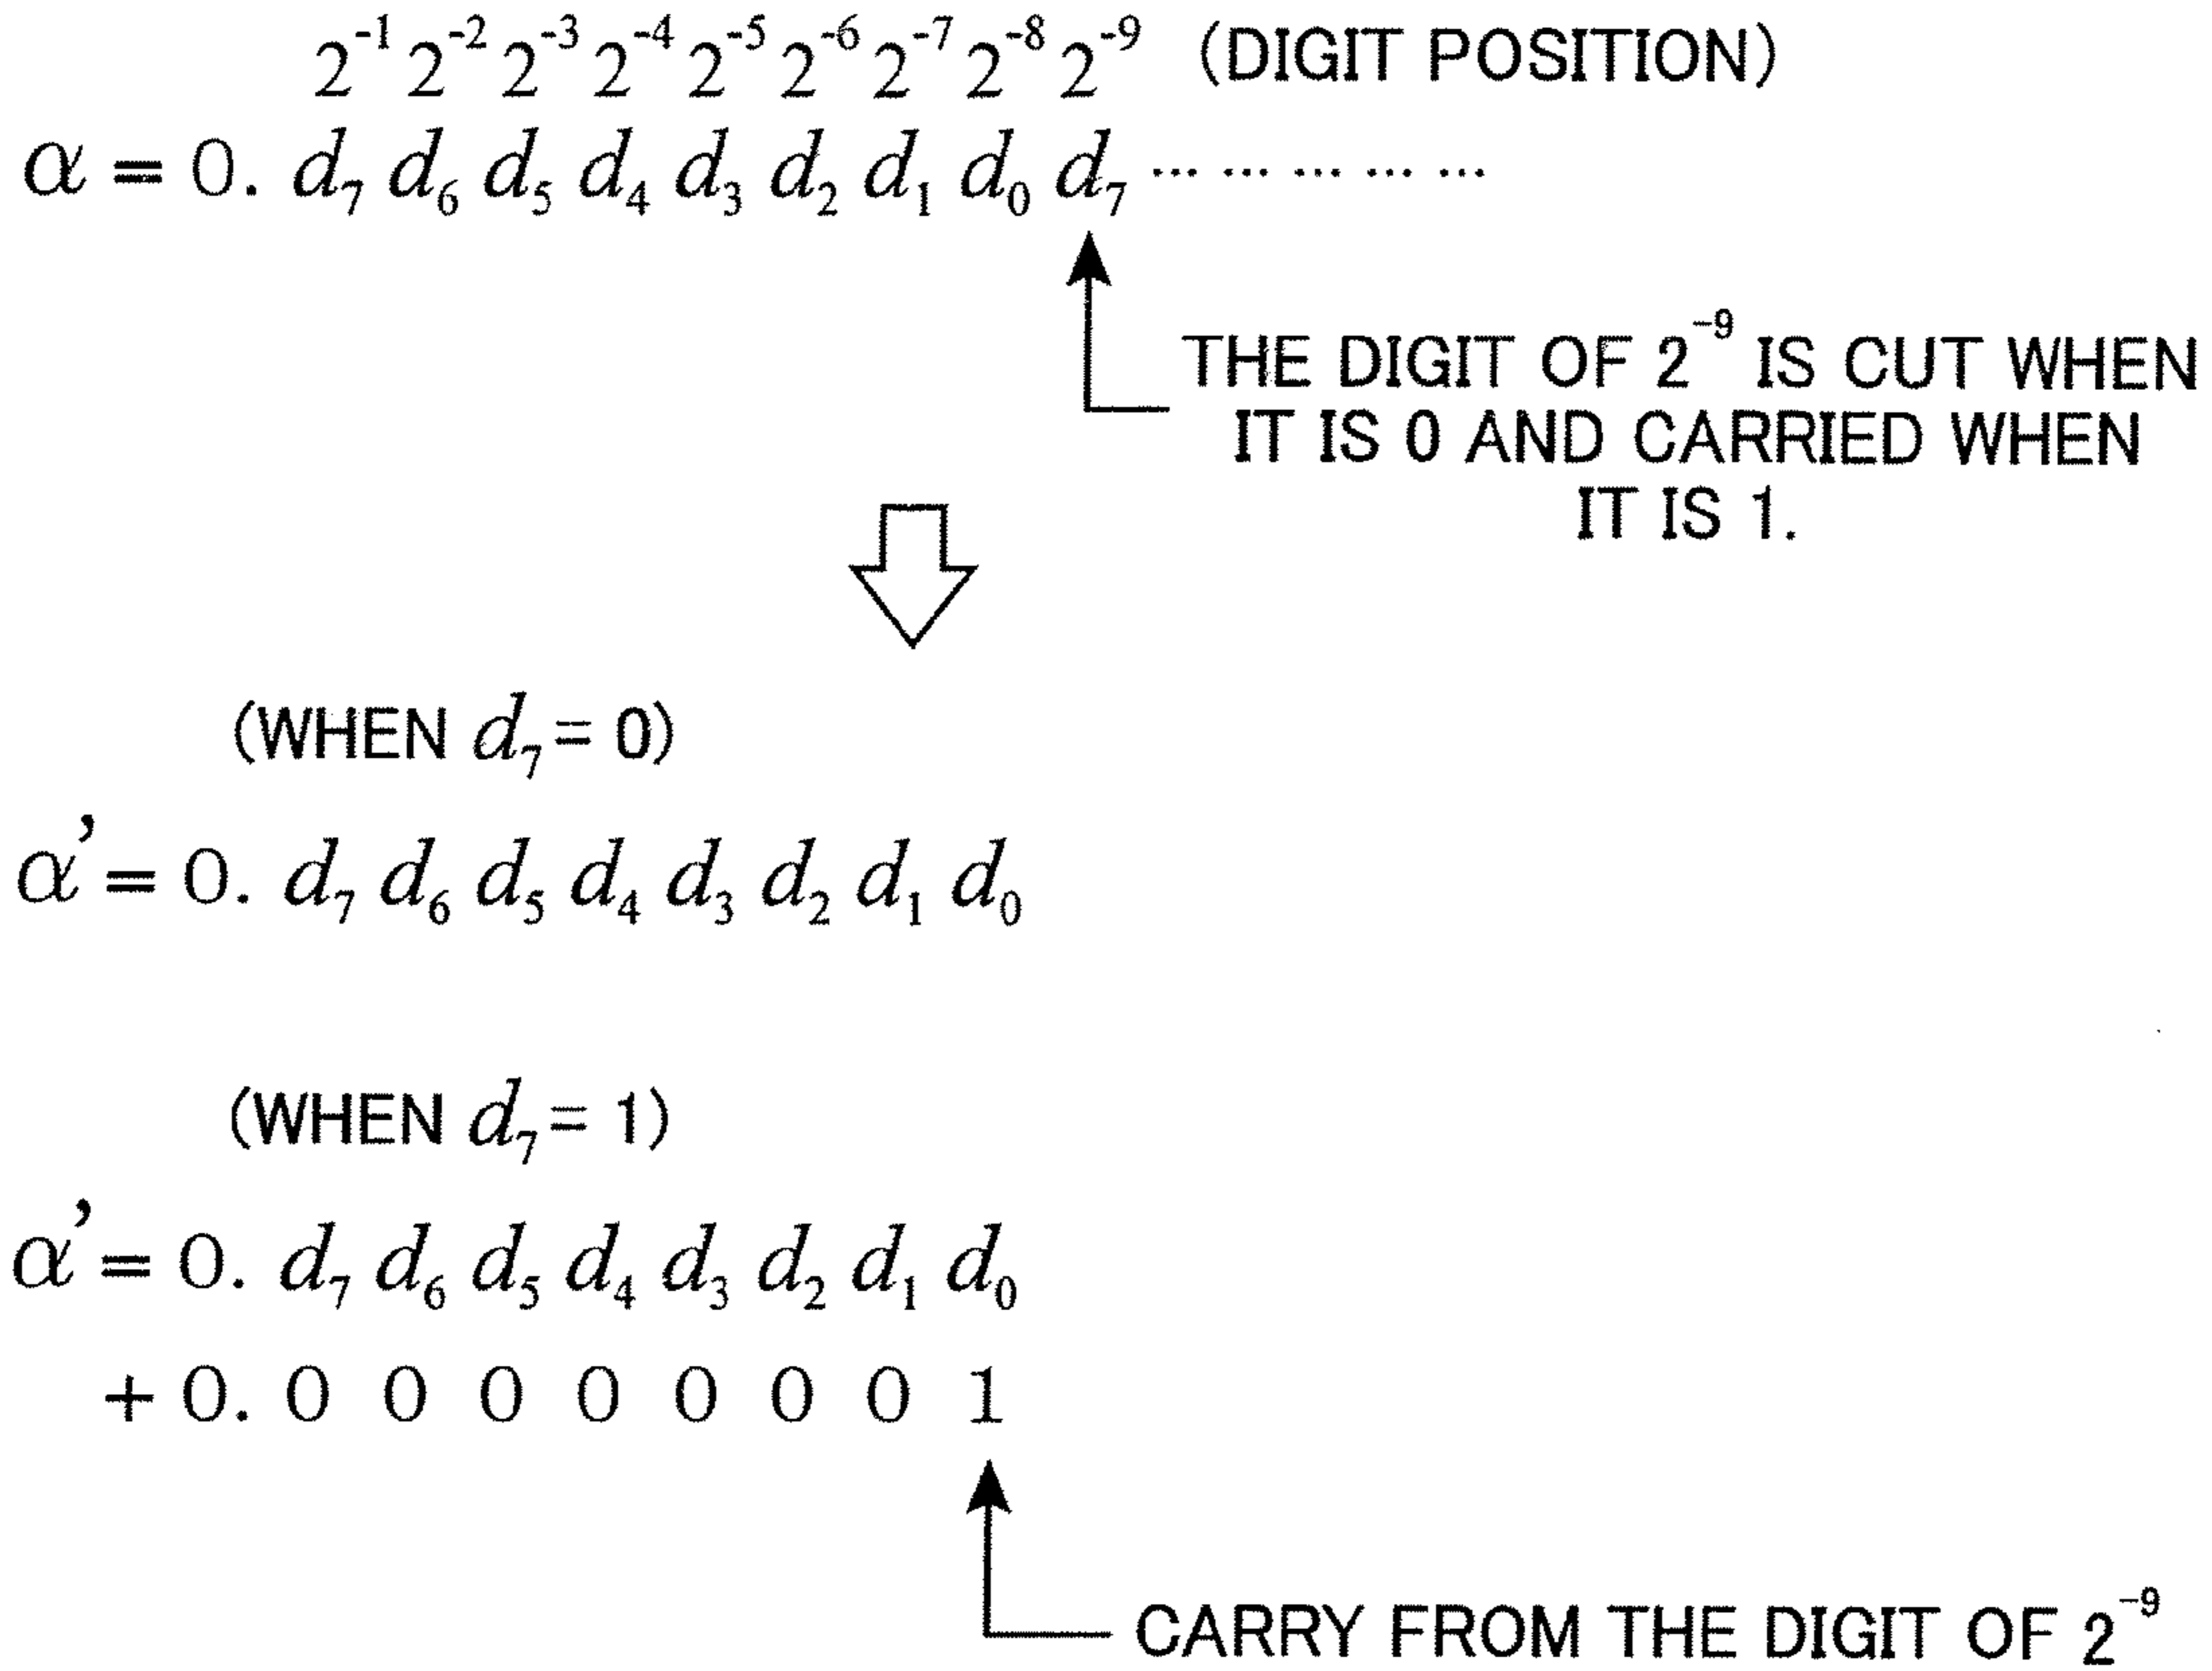 2⁻¹ 2⁻² 2⁻³ 2⁻⁴ 2⁻⁵ 2⁻⁶ 2⁻⁷ 2⁻⁸ 2⁻⁹ (DIGIT POSITION)
α = 0. d₇ d₆ d₅ d₄ d₃ d₂ d₁ d₀ d₇ ... ... ... ... ...
THE DIGIT OF 2⁻⁹ IS CUT WHEN
IT IS 0 AND CARRIED WHEN
IT IS 1.
(WHEN d₇ = 0)
α' = 0. d₇ d₆ d₅ d₄ d₃ d₂ d₁ d₀
(WHEN d₇ = 1)
α' = 0. d₇ d₆ d₅ d₄ d₃ d₂ d₁ d₀
+ 0. 0 0 0 0 0 0 0 1
CARRY FROM THE DIGIT OF 2⁻⁹